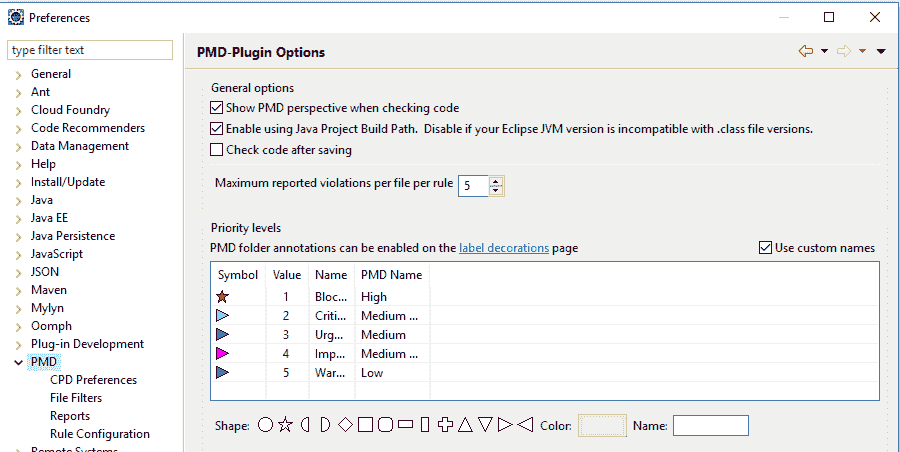 Preferences
type filter text
General
Ant
Cloud Foundry
Code Recommenders
Data Management
Help
Install/Update
Java
Java EE
Java Persistence
JavaScript
JSON
Maven
Mylyn
Oomph
Plug-in Development
PMD
CPD Preferences
File Filters
Reports
Rule Configuration
Remote Systems
PMD-Plugin Options
General options
Show PMD perspective when checking code
Enable using Java Project Build Path. Disable if your Eclipse JVM version is incompatible with .class file versions.
Check code after saving
Maximum reported violations per file per rule 5
Priority levels
PMD folder annotations can be enabled on the label decorations page Use custom names
Symbol Value Name PMD Name
1 Bloc... High
2 Criti... Medium ...
3 Urg... Medium
4 Imp... Medium ...
5 War... Low
Shape: Color: Name: